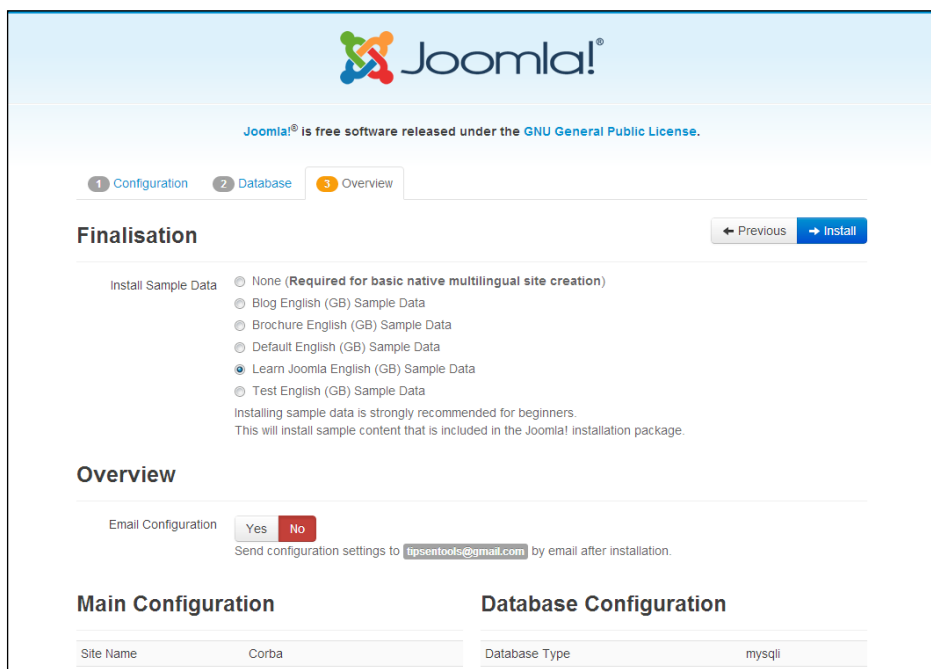 Joomla!®
Joomla!® is free software released under the GNU General Public License.
1 Configuration 2 Database 3 Overview
Finalisation
← Previous → Install
Install Sample Data
None (Required for basic native multilingual site creation)
Blog English (GB) Sample Data
Brochure English (GB) Sample Data
Default English (GB) Sample Data
Learn Joomla English (GB) Sample Data
Test English (GB) Sample Data
Installing sample data is strongly recommended for beginners.
This will install sample content that is included in the Joomla! installation package.
Overview
Email Configuration Yes No
Send configuration settings to tipsentools@gmail.com by email after installation.
Main Configuration
Site Name Corba
Database Configuration
Database Type mysqli